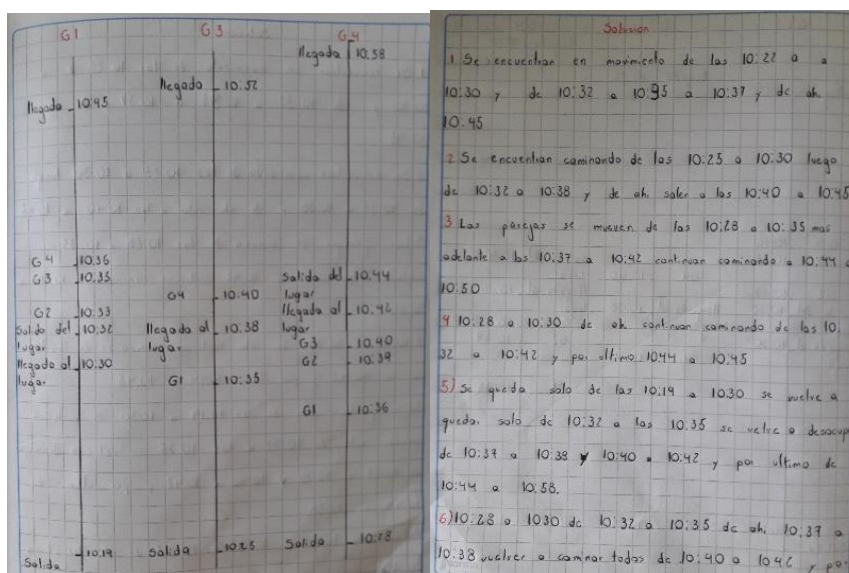 G1
llegada 10:45
G4 10:36
G3 10:35
G2 10:33
Salida del lugar 10:32
llegada al lugar 10:30
Salida 10:19
G3
llegada 10:52
G4 10:40
llegada al lugar 10:38
G1 10:35
Salida 10:25
G4
llegada 10:58
Salida del lugar 10:44
llegada al lugar 10:42
G3 10:40
G2 10:39
G1 10:36
Salida 10:28
Solusion
1 Se encuentran en movimiento de las 10:22 a a
10:30 y de 10:32 a 10:35 a 10:37 y de ah
10:45
2 Se encuentran caminando de las 10:25 a 10:30 luego
de 10:32 a 10:38 y de ahi salen a las 10:40 a 10:45
3 Las parejas se mueven de las 10:28 a 10:35 mas
adelante a las 10:37 a 10:42 continuan caminando a 10:44 a
10:50
4 10:28 a 10:30 de ah continuan caminando de las 10:
32 a 10:42 y por ultimo 10:44 a 10:45
5) Se queda solo de las 10:19 a 10:30 se vuelve a
quedar solo de 10:32 a las 10:35 se velve a desocup
de 10:37 a 10:38 y 10:40 a 10:42 y por ultimo de
10:44 a 10:58.
6) 10:28 a 10:30 de 10:32 a 10:35 de ahi 10:37 a
10:38 vuelven a caminar todas de 10:40 a 10:42 y po